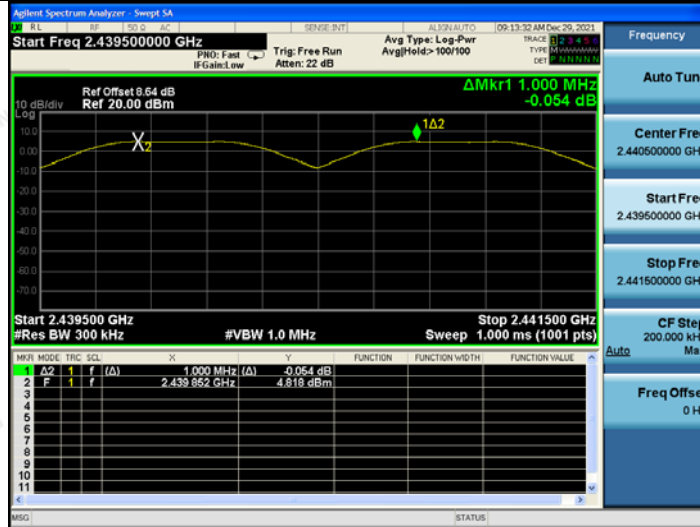 Agilent Spectrum Analyzer - Swept SA
RL RF 50 Ω AC SENSE:INT ALIGNAUTO 09:13:32 AM Dec 29, 2021
Start Freq 2.439500000 GHz
PNO: Fast
IFGain:Low
Trig: Free Run
Atten: 22 dB
Avg Type: Log-Pwr
Avg|Hold:>100/100
TRACE 1 2 3 4 5 6
TYPE M
DET P N N N N N
ΔMkr1 1.000 MHz
-0.054 dB
Ref Offset 8.64 dB
10 dB/div Ref 20.00 dBm
Log
10.0
0.00
-10.0
-20.0
-30.0
-40.0
-50.0
-60.0
-70.0
X2
1Δ2
Start 2.439500 GHz Stop 2.441500 GHz
#Res BW 300 kHz #VBW 1.0 MHz Sweep 1.000 ms (1001 pts)
MKR MODE TRC SCL X Y FUNCTION FUNCTION WIDTH FUNCTION VALUE
1 Δ2 1 f (Δ) 1.000 MHz (Δ) -0.054 dB
2 F 1 f 2.439 852 GHz 4.818 dBm
3
4
5
6
7
8
9
10
11
MSG STATUS
Frequency
Auto Tun
Center Fre
2.440500000 GH
Start Fre
2.439500000 GH
Stop Fre
2.441500000 GH
CF Step
200.000 kH
Auto Ma
Freq Offse
0 H